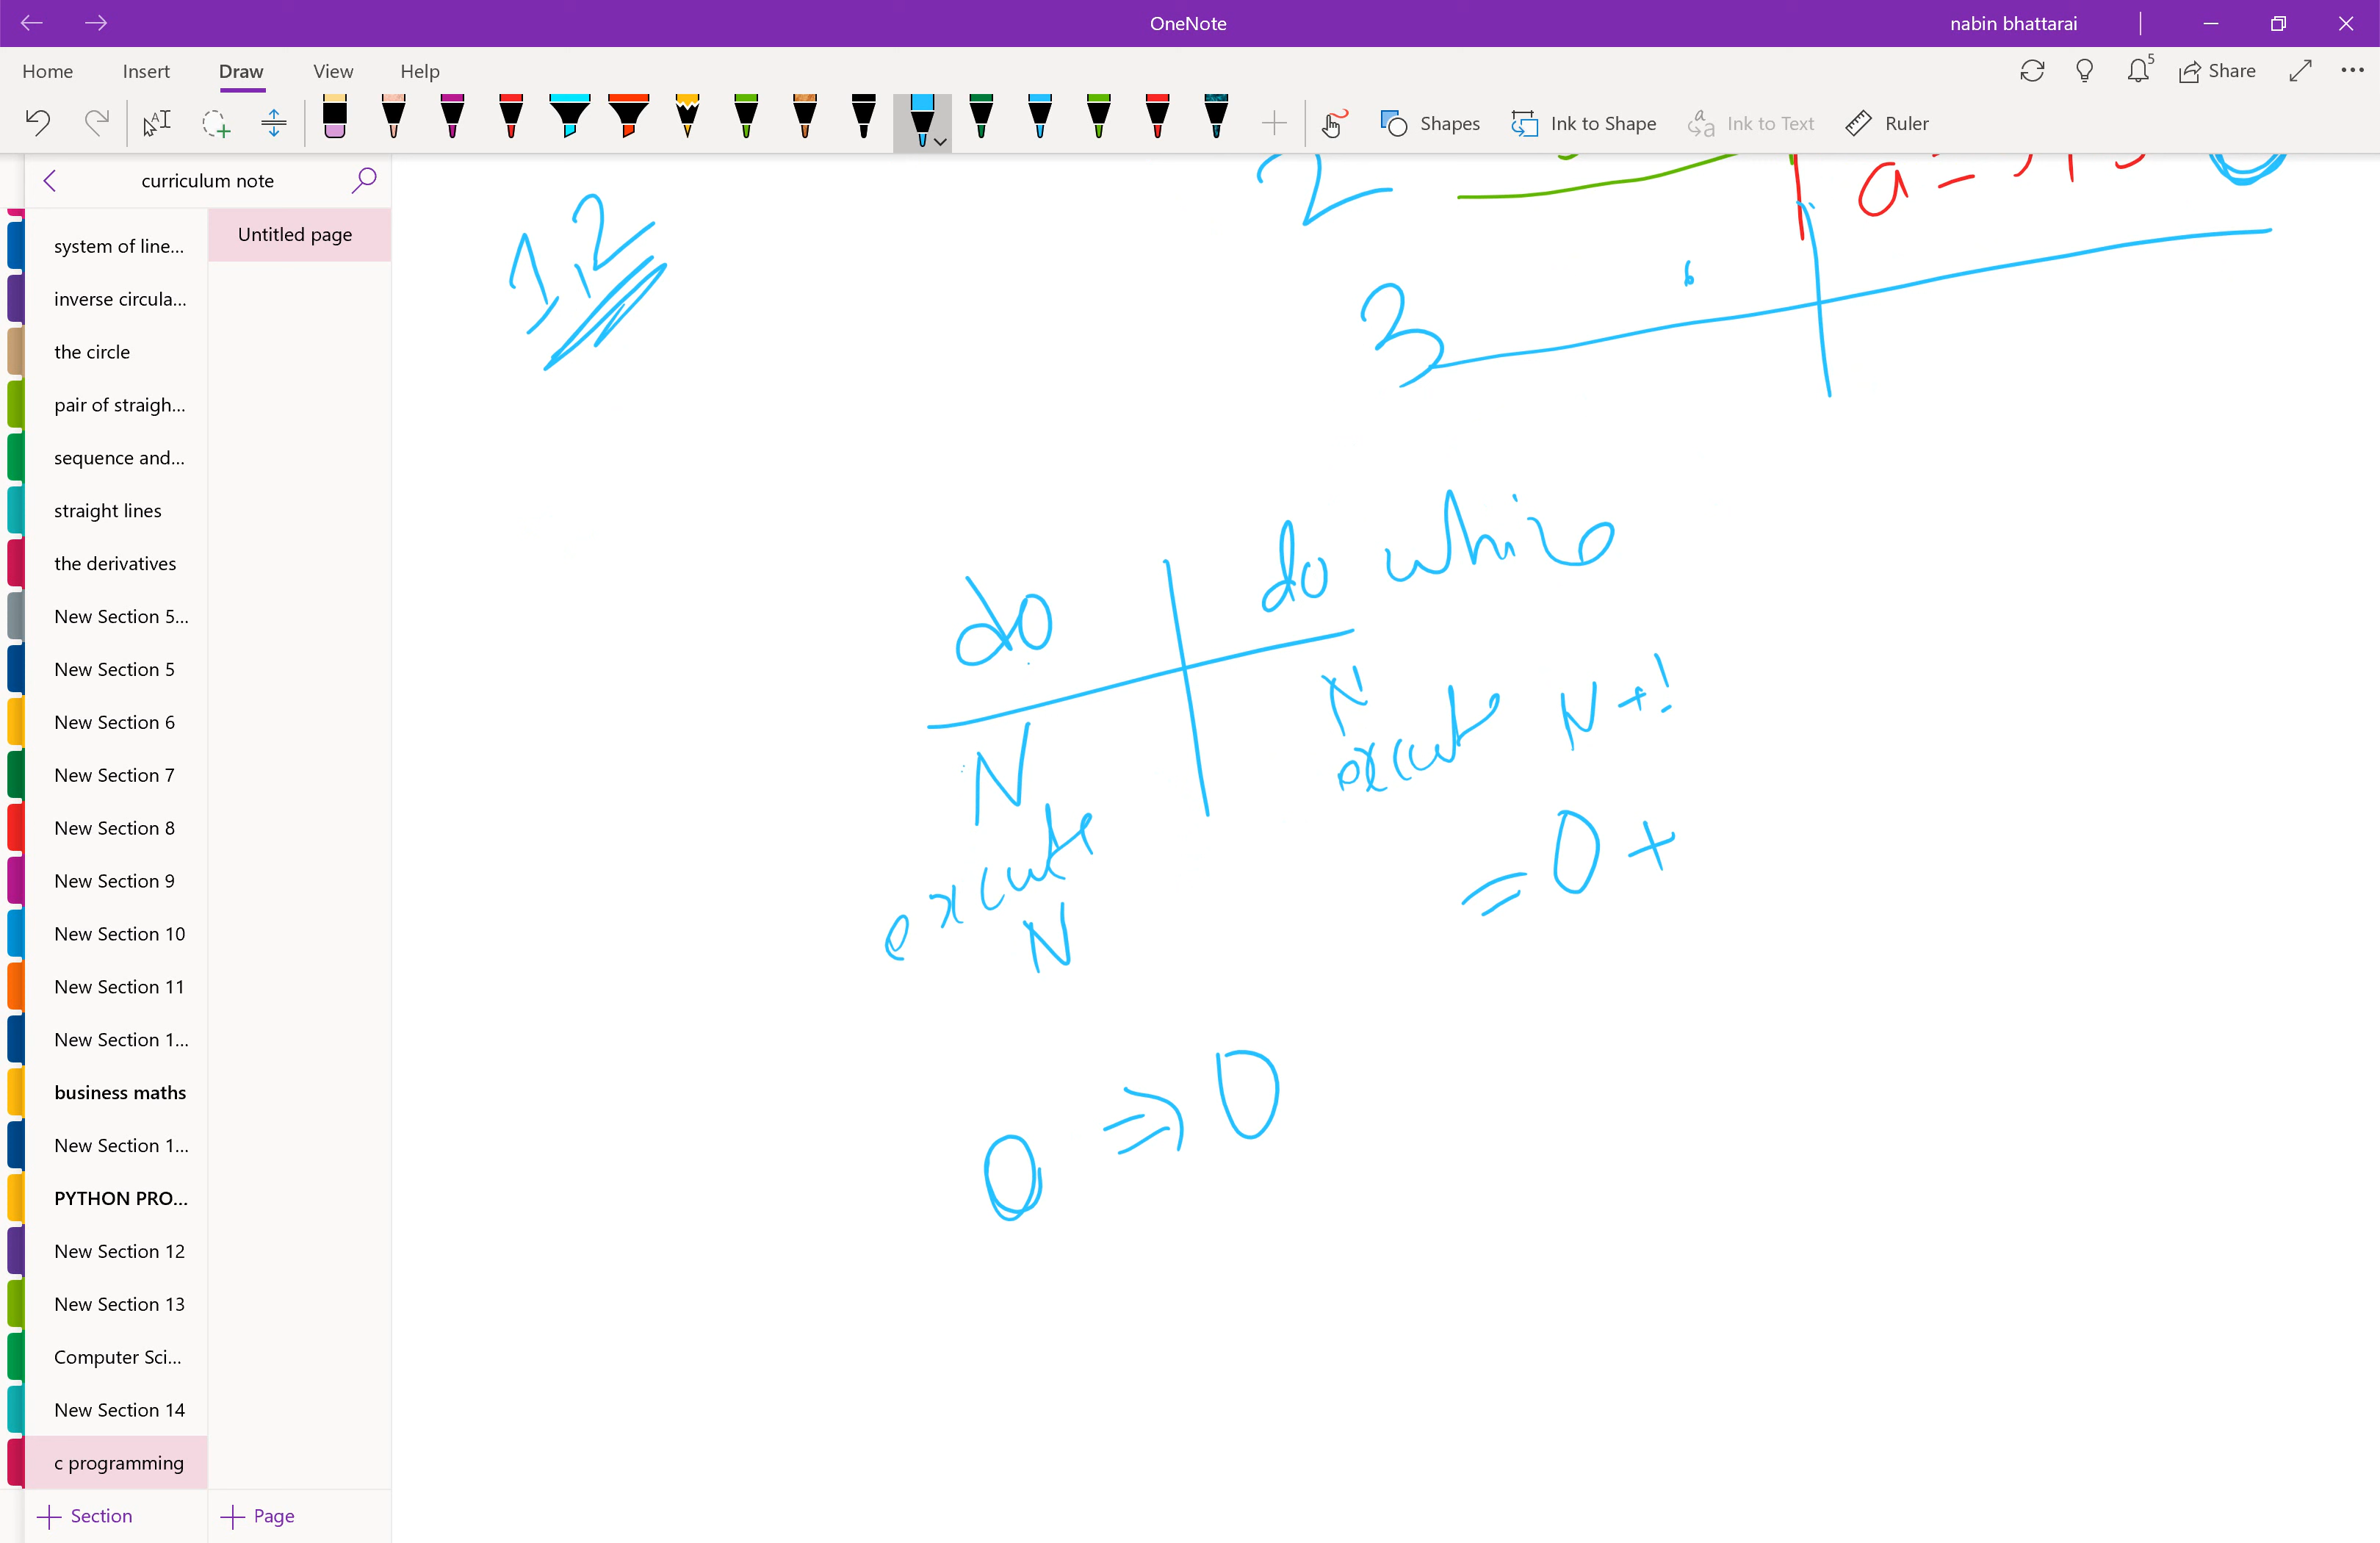 OneNote
nabin bhattarai
Home Insert Draw View Help
5 Share
Shapes Ink to Shape Ink to Text Ruler
curriculum note
Untitled page
system of line...
inverse circula...
the circle
pair of straigh...
sequence and...
straight lines
the derivatives
New Section 5...
New Section 5
New Section 6
New Section 7
New Section 8
New Section 9
New Section 10
New Section 11
New Section 1...
business maths
New Section 1...
PYTHON PRO...
New Section 12
New Section 13
Computer Sci...
New Section 14
c programming
Section
Page
1,2
2
a =
3
do
do while
N
N
N+1
excute
excute
N
= 0 +
0 => 0